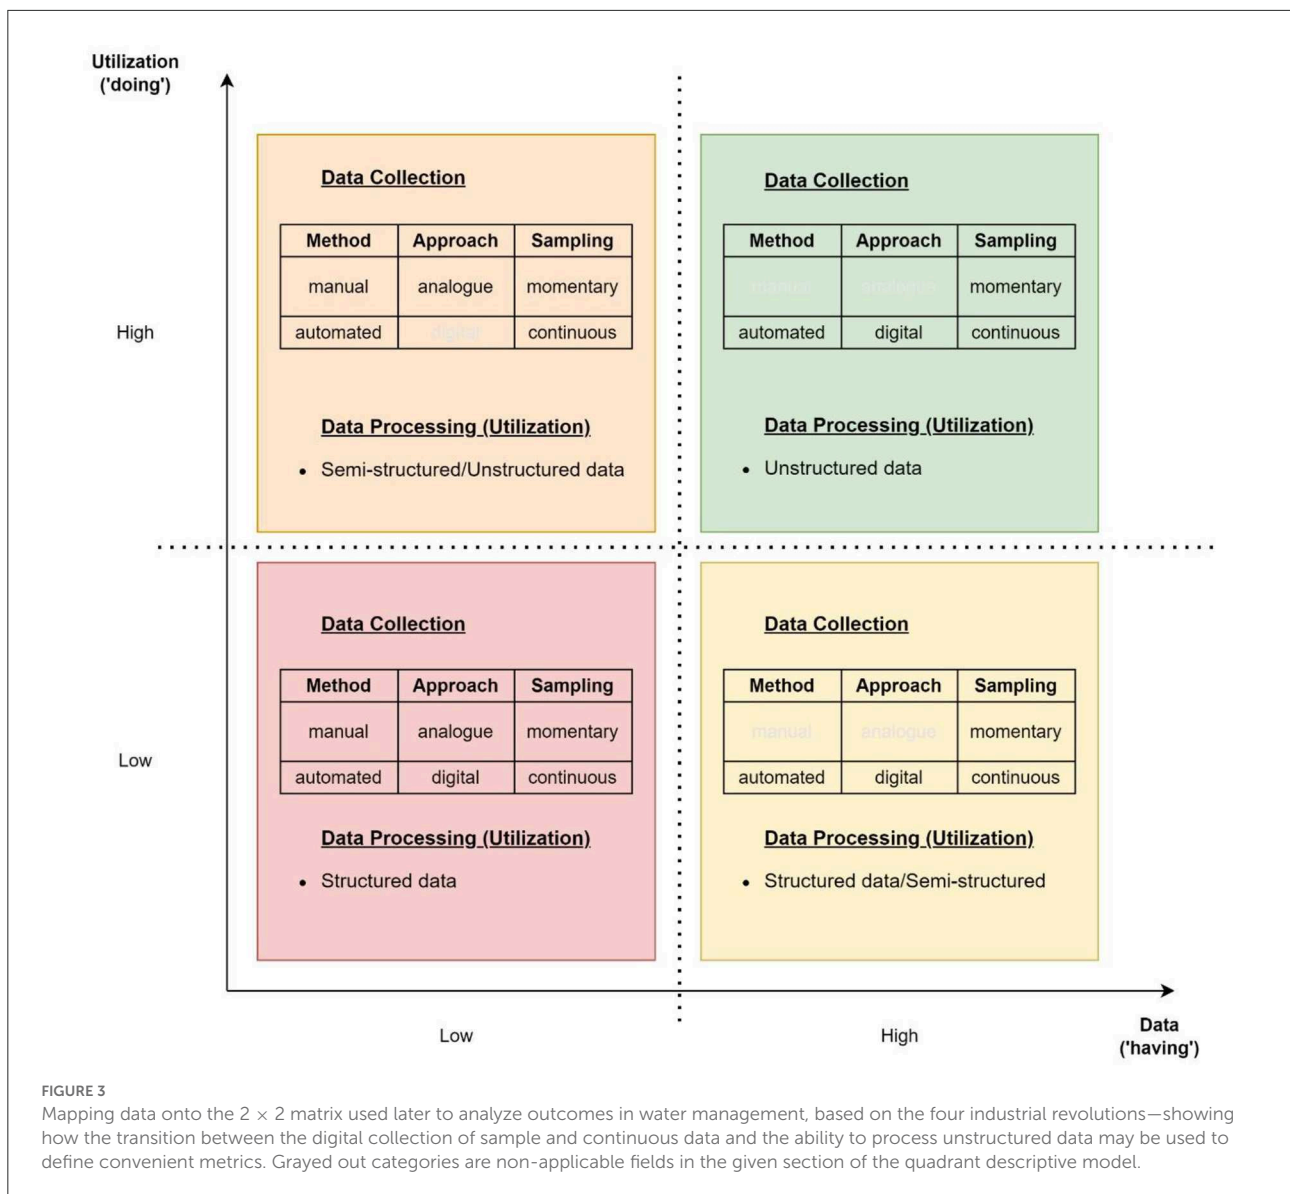 Utilization
('doing')
Data Collection
Method Approach Sampling
manual analogue momentary
automated digital continuous
Data Processing (Utilization)
• Semi-structured/Unstructured data
Data Collection
Method Approach Sampling
manual analogue momentary
automated digital continuous
Data Processing (Utilization)
• Unstructured data
High
Data Collection
Method Approach Sampling
manual analogue momentary
automated digital continuous
Data Processing (Utilization)
• Structured data
Data Collection
Method Approach Sampling
manual analogue momentary
automated digital continuous
Data Processing (Utilization)
• Structured data/Semi-structured
Low
Low
High
Data
('having')
FIGURE 3
Mapping data onto the 2 × 2 matrix used later to analyze outcomes in water management, based on the four industrial revolutions—showing
how the transition between the digital collection of sample and continuous data and the ability to process unstructured data may be used to
define convenient metrics. Grayed out categories are non-applicable fields in the given section of the quadrant descriptive model.